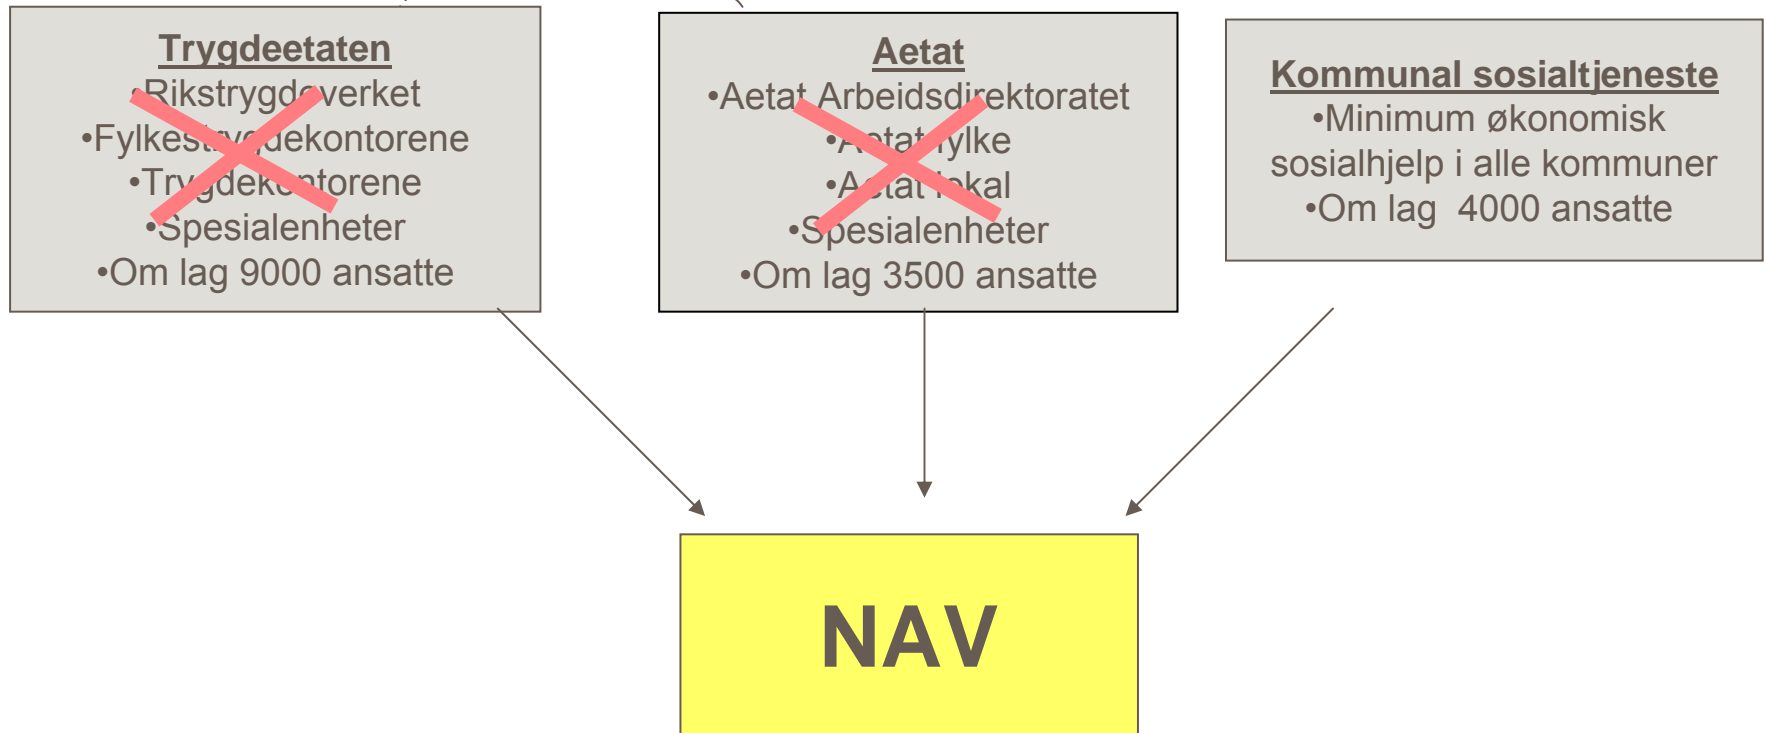 Trygdeetaten
•Rikstrygdeverket
•Fylkestrygdekontorene
•Trygdekontorene
•Spesialenheter
•Om lag 9000 ansatte
Aetat
•Aetat Arbeidsdirektoratet
•Aetat fylke
•Aetat lokal
•Spesialenheter
•Om lag 3500 ansatte
Kommunal sosialtjeneste
•Minimum økonomisk
sosialhjelp i alle kommuner
•Om lag  4000 ansatte
NAV